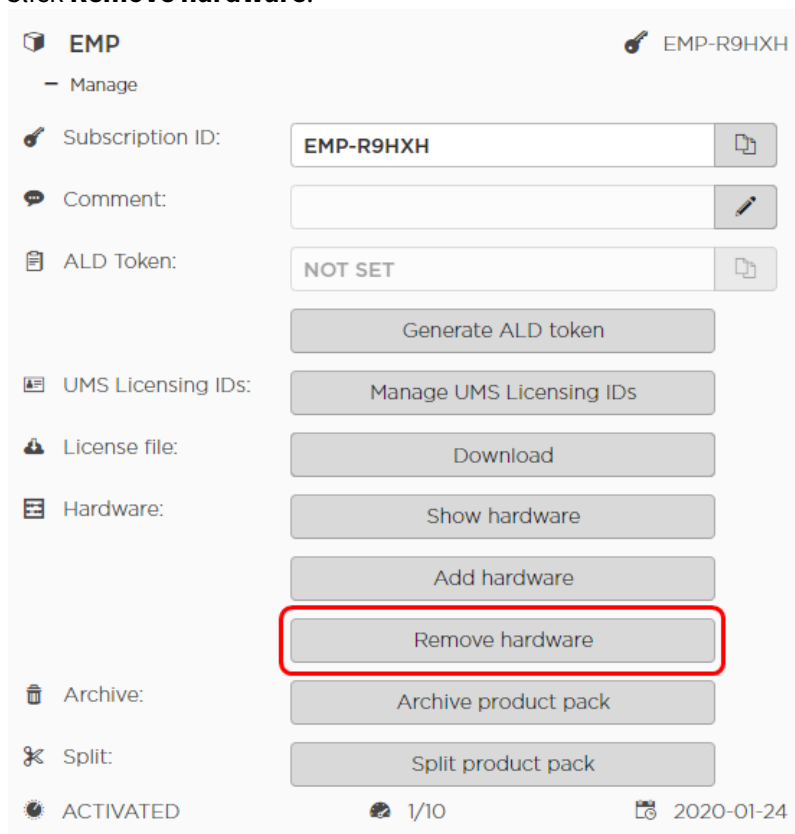 Click Remove hardware.
EMP EMP-R9HXH
− Manage
Subscription ID: EMP-R9HXH
Comment:
ALD Token: NOT SET
Generate ALD token
UMS Licensing IDs: Manage UMS Licensing IDs
License file: Download
Hardware: Show hardware
Add hardware
Remove hardware
Archive: Archive product pack
Split: Split product pack
ACTIVATED 1/10 2020-01-24